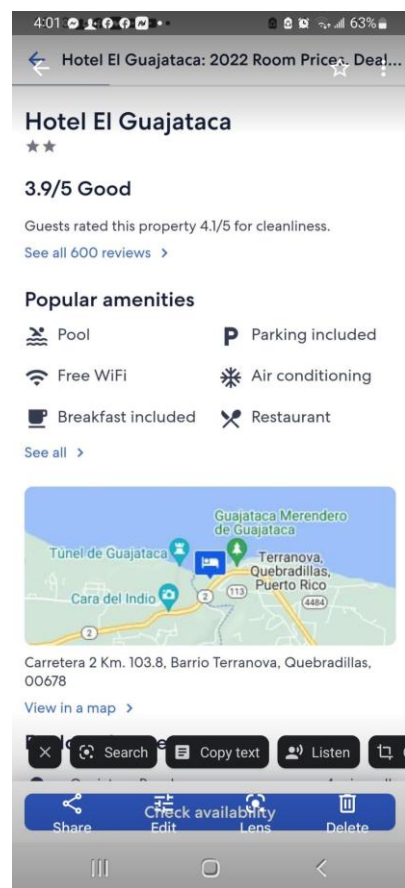 4:01
63%
Hotel El Guajataca: 2022 Room Prices. Deal...
Hotel El Guajataca
3.9/5 Good
Guests rated this property 4.1/5 for cleanliness.
See all 600 reviews
Popular amenities
Pool
P Parking included
Free WiFi
Air conditioning
Breakfast included
Restaurant
See all
Guajataca Merendero
de Guajataca
Túnel de Guajataca
Terranova,
Quebradillas,
Puerto Rico
Cara del Indio
2
113
4484
2
Carretera 2 Km. 103.8, Barrio Terranova, Quebradillas,
00678
View in a map
Search
Copy text
Listen
Check availability
Share
Edit
Lens
Delete